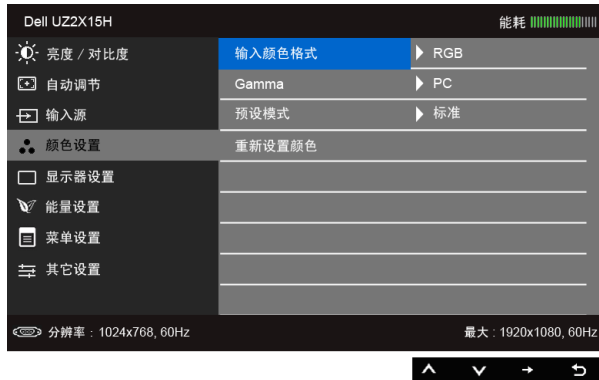 Dell UZ2X15H 能耗
亮度 / 对比度 输入颜色格式 RGB
自动调节 Gamma PC
输入源 预设模式 标准
颜色设置 重新设置颜色
显示器设置
能量设置
菜单设置
其它设置
分辨率 : 1024x768, 60Hz 最大 : 1920x1080, 60Hz